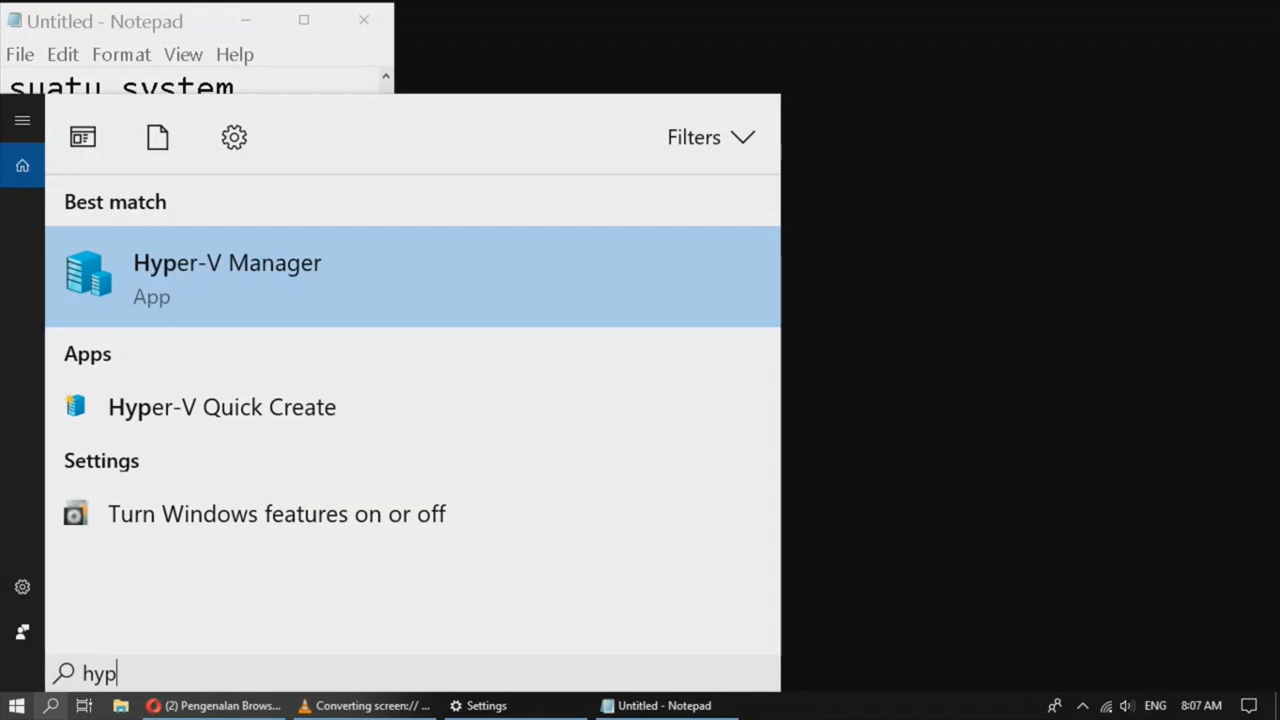 Untitled - Notepad
File Edit Format View Help
suatu system
Filters
Best match
Hyper-V Manager
App
Apps
Hyper-V Quick Create
Settings
Turn Windows features on or off
hyp
(2) Pengenalan Brows... Converting screen:// ... Settings Untitled - Notepad ENG 8:07 AM